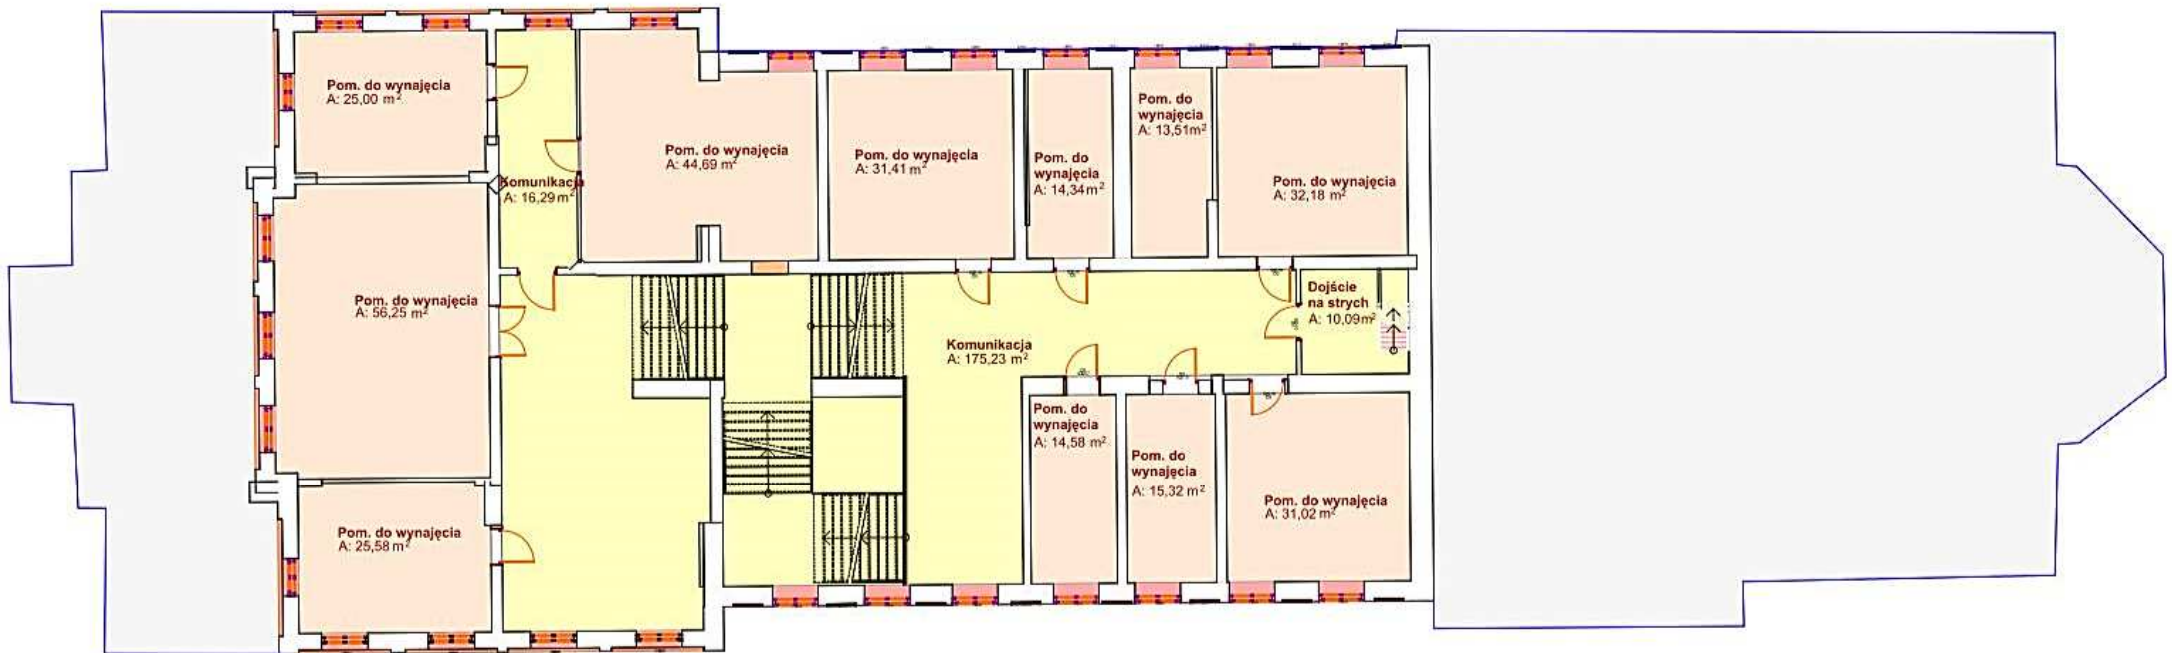 Pom. do wynajęcia
A: 25,00 m²
Komunikacja
A: 16,29 m²
Pom. do wynajęcia
A: 44,69 m²
Pom. do wynajęcia
A: 31,41 m²
Pom. do
wynajęcia
A: 14,34 m²
Pom. do
wynajęcia
A: 13,51m²
Pom. do wynajęcia
A: 32,18 m²
Pom. do wynajęcia
A: 56,25 m²
Komunikacja
A: 175,23 m²
Dojście
na strych
A: 10,09m²
Pom. do wynajęcia
A: 25,58 m²
Pom. do
wynajęcia
A: 14,58 m²
Pom. do
wynajęcia
A: 15,32 m²
Pom. do wynajęcia
A: 31,02 m²